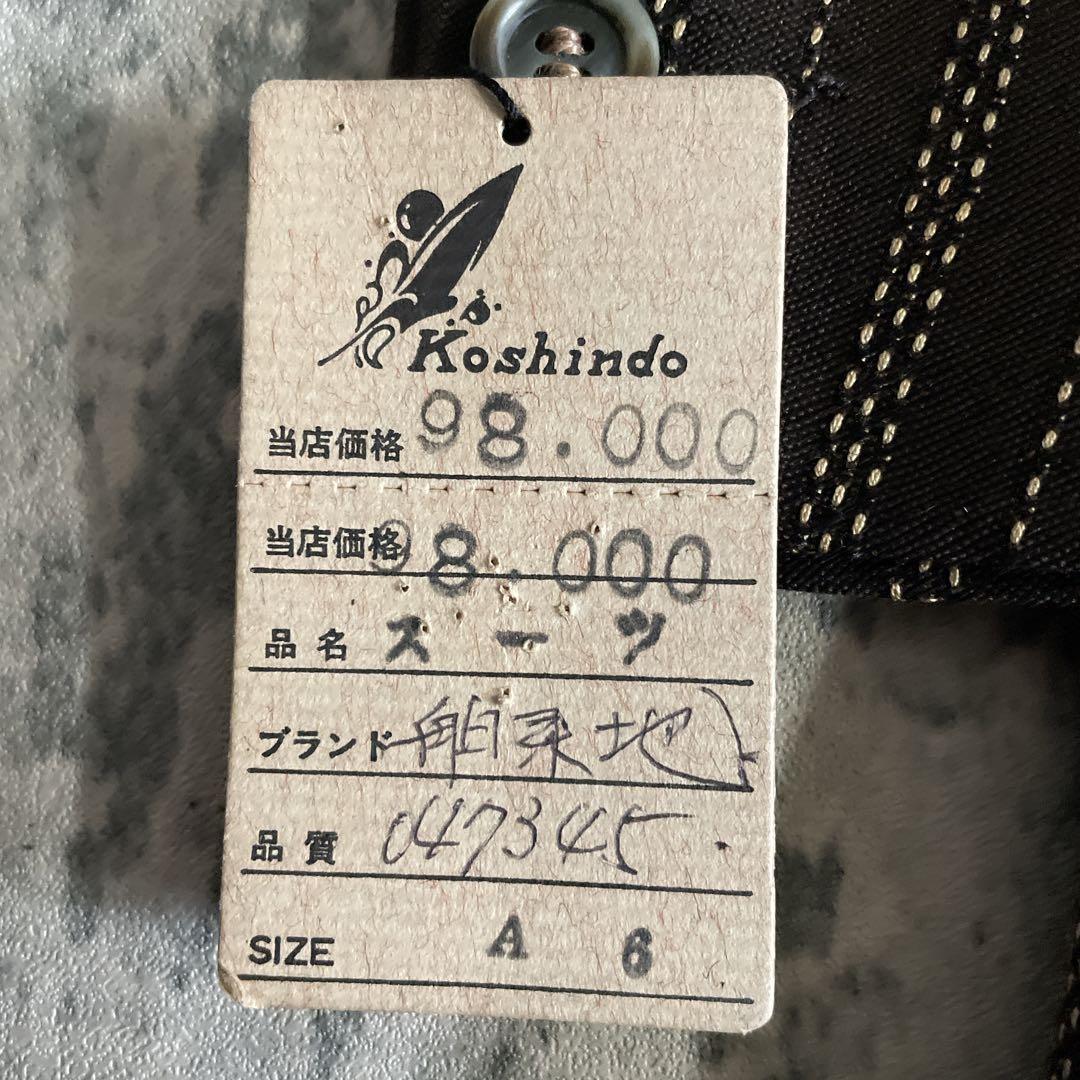 Koshindo
当店価格 98.000
当店価格 98.000
品名 スーツ
ブランド 舶来地
品質 047345
SIZE A 6